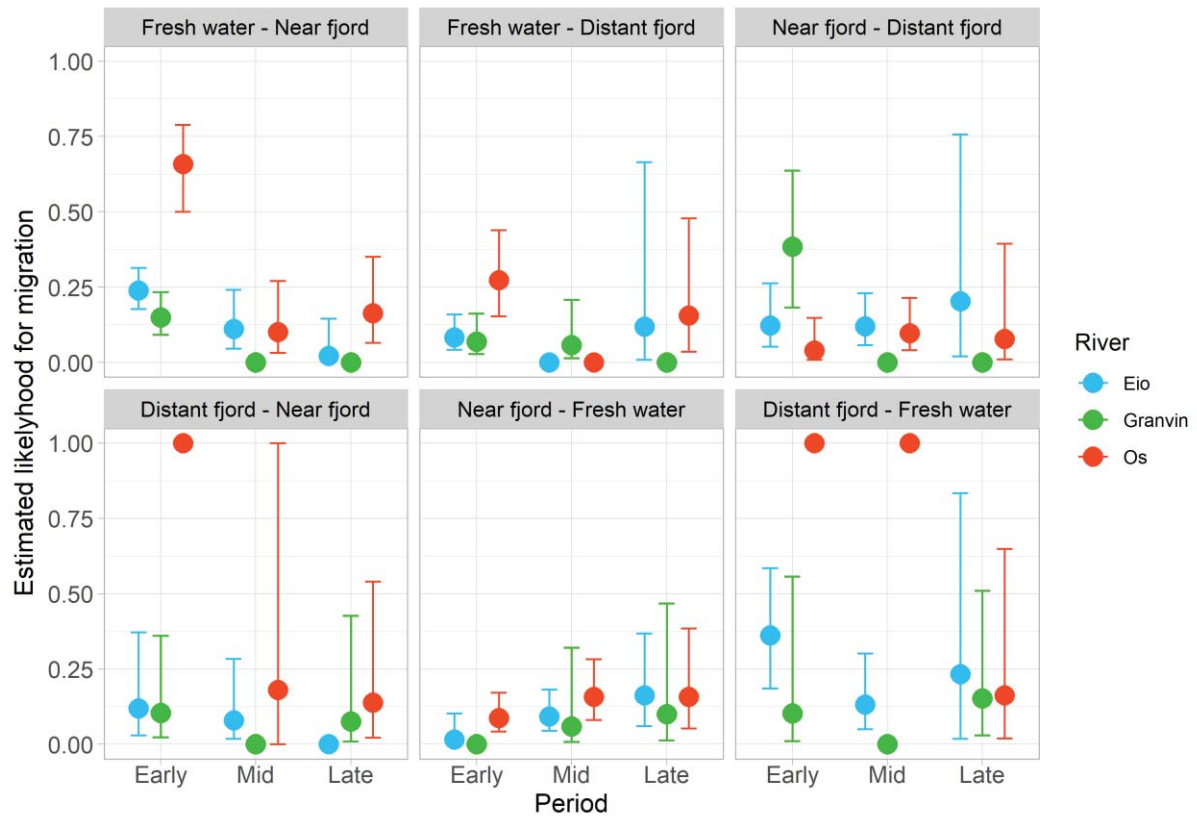 Fresh water - Near fjord
Fresh water - Distant fjord
Near fjord - Distant fjord
1.00
0.75
0.50
0.25
0.00
Distant fjord - Near fjord
Near fjord - Fresh water
Distant fjord - Fresh water
1.00
0.75
0.50
0.25
0.00
Early Mid Late
Early Mid Late
Early Mid Late
Period
Estimated likelyhood for migration
River
Eio
Granvin
Os